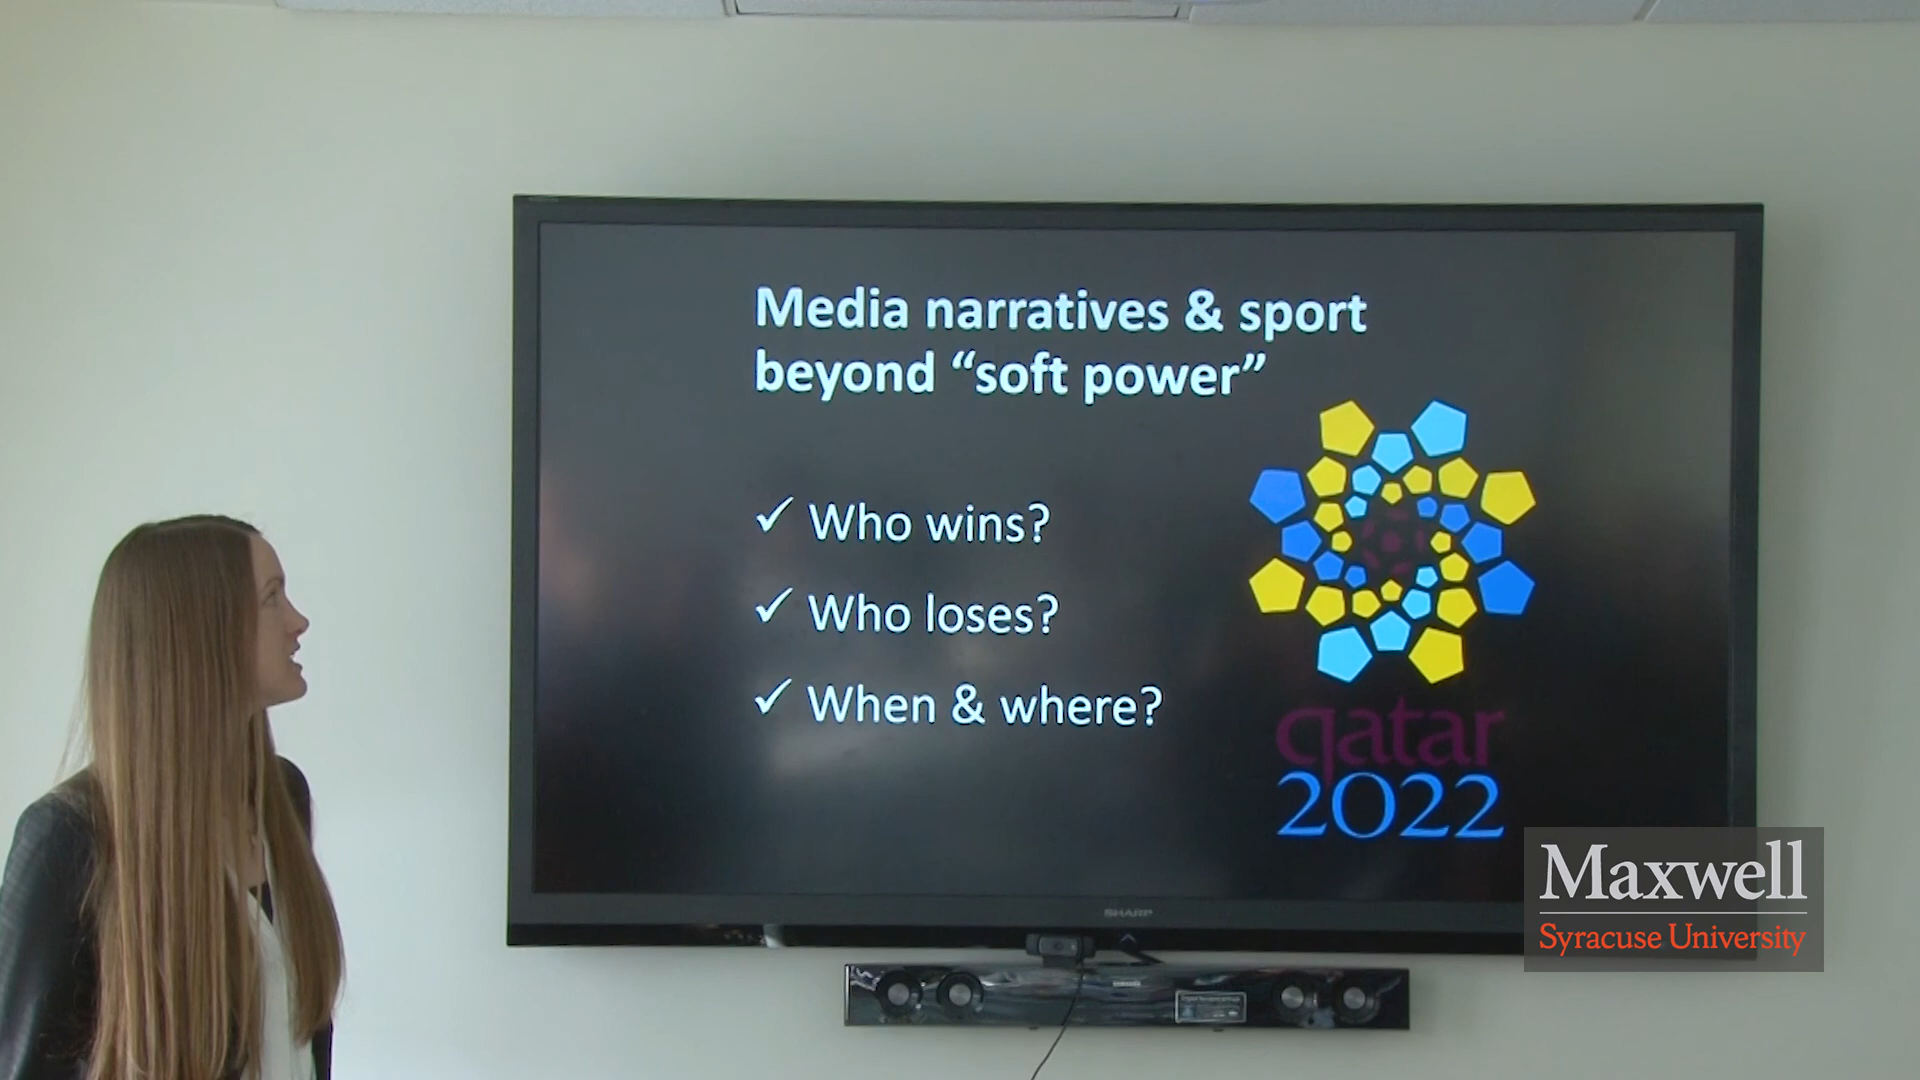 Media narratives & sport
beyond “soft power”
✓ Who wins?
✓ Who loses?
✓ When & where?
qatar
2022
SHARP
Maxwell
Syracuse University